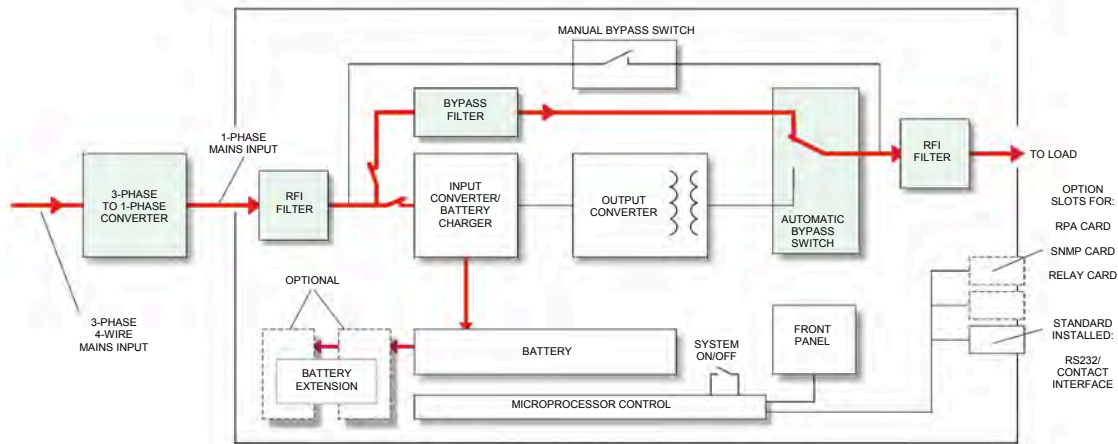 MANUAL BYPASS SWITCH
BYPASS
FILTER
1-PHASE
MAINS INPUT
3-PHASE
TO 1-PHASE
CONVERTER
RFI
FILTER
INPUT
CONVERTER/
BATTERY
CHARGER
OUTPUT
CONVERTER
AUTOMATIC
BYPASS
SWITCH
RFI
FILTER
TO LOAD
OPTION
SLOTS FOR:
RPA CARD
SNMP CARD
RELAY CARD
STANDARD
INSTALLED:
RS232/
CONTACT
INTERFACE
3-PHASE
4-WIRE
MAINS INPUT
OPTIONAL
BATTERY
EXTENSION
BATTERY
SYSTEM
ON/OFF
FRONT
PANEL
MICROPROCESSOR CONTROL